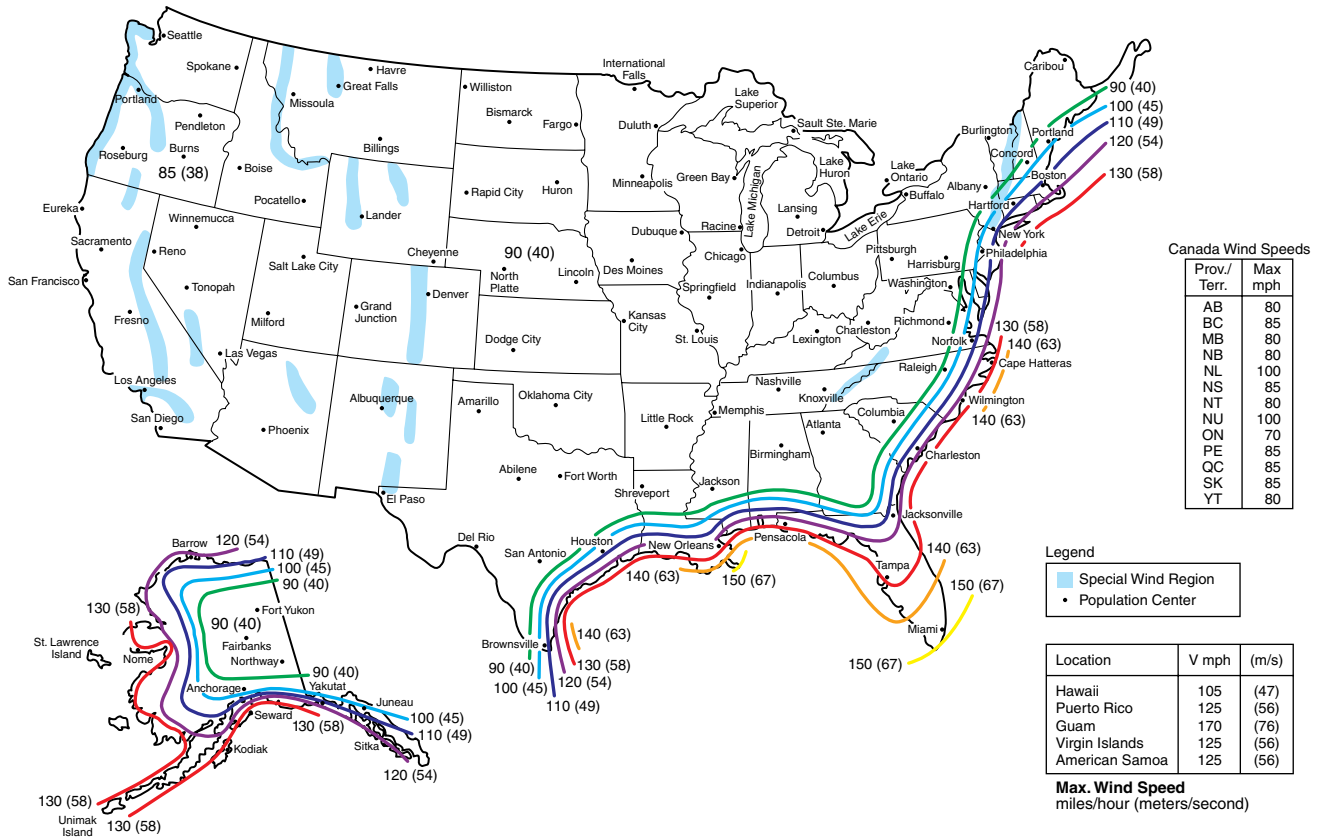 Seattle
Spokane
Portland
Pendleton
Roseburg
Burns
85 (38)
Boise
Pocatello
Missoula
Havre
Great Falls
Billings
Lander
Cheyenne
Williston
Bismarck
Fargo
Rapid City
Huron
90 (40)
North
Platte
Lincoln
International
Falls
Duluth
Minneapolis
Lake
Superior
Sault Ste. Marie
Green Bay
Lake Michigan
Lake
Huron
Lansing
Racine
Detroit
Lake Erie
Lake
Ontario
Buffalo
Dubuque
Chicago
Des Moines
Caribou
Burlington
Portland
Concord
Albany
Boston
Hartford
New York
Philadelphia
90 (40)
100 (45)
110 (49)
120 (54)
130 (58)
Eureka
Winnemucca
Sacramento
Reno
San Francisco
Tonopah
Fresno
Las Vegas
Los Angeles
San Diego
Salt Lake City
Milford
Grand
Junction
Denver
Phoenix
Albuquerque
El Paso
Dodge City
Amarillo
Oklahoma City
Abilene
Fort Worth
Del Rio
San Antonio
Houston
Brownsville
Kansas
City
Springfield
St. Louis
Indianapolis
Columbus
Pittsburgh
Harrisburg
Washington
Charleston
Lexington
Richmond
Norfolk
Raleigh
130 (58)
140 (63)
Cape Hatteras
Wilmington
140 (63)
Nashville
Knoxville
Memphis
Little Rock
Columbia
Atlanta
Birmingham
Charleston
Shreveport
Jackson
New Orleans
Pensacola
Jacksonville
Tampa
Miami
140 (63)
150 (67)
140 (63)
150 (67)
150 (67)
140 (63)
130 (58)
120 (54)
110 (49)
100 (45)
90 (40)
Barrow
120 (54)
110 (49)
100 (45)
90 (40)
130 (58)
St. Lawrence
Island
Nome
Fort Yukon
90 (40)
Fairbanks
Northway
90 (40)
Anchorage
Yakutat
Juneau
Seward
130 (58)
100 (45)
110 (49)
Sitka
120 (54)
Kodiak
130 (58)
Unimak
Island
130 (58)
Canada Wind Speeds
Prov./ Max
Terr. mph
AB 80
BC 85
MB 80
NB 80
NL 100
NS 85
NT 80
NU 100
ON 70
PE 85
QC 85
SK 85
YT 80
Legend
Special Wind Region
Population Center
Location V mph (m/s)
Hawaii 105 (47)
Puerto Rico 125 (56)
Guam 170 (76)
Virgin Islands 125 (56)
American Samoa 125 (56)
Max. Wind Speed
miles/hour (meters/second)